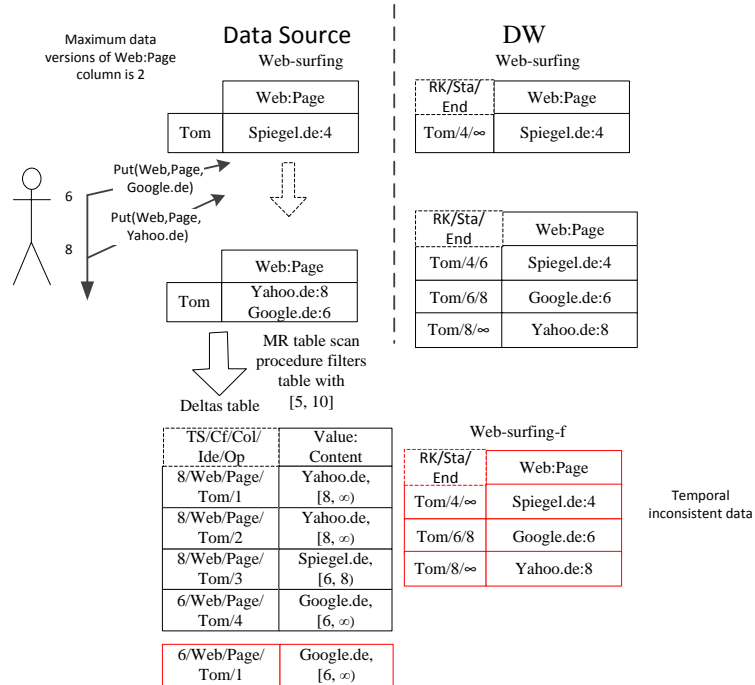 Maximum data
versions of Web:Page
column is 2
Data Source
Web-surfing
Web:Page
Tom
Spiegel.de:4
DW
Web-surfing
RK/Sta/
End
Web:Page
Tom/4/∞
Spiegel.de:4
6
Put(Web,Page,
Google.de)
8
Put(Web,Page,
Yahoo.de)
Web:Page
Tom
Yahoo.de:8
Google.de:6
RK/Sta/
End
Web:Page
Tom/4/6
Spiegel.de:4
Tom/6/8
Google.de:6
Tom/8/∞
Yahoo.de:8
MR table scan
procedure filters
table with
[5, 10]
Deltas table
TS/Cf/Col/
Ide/Op
Value:
Content
8/Web/Page/
Tom/1
Yahoo.de,
[8, ∞)
8/Web/Page/
Tom/2
Yahoo.de,
[8, ∞)
8/Web/Page/
Tom/3
Spiegel.de,
[6, 8)
6/Web/Page/
Tom/4
Google.de,
[6, ∞)
6/Web/Page/
Tom/1
Google.de,
[6, ∞)
Web-surfing-f
RK/Sta/
End
Web:Page
Tom/4/∞
Spiegel.de:4
Tom/6/8
Google.de:6
Tom/8/∞
Yahoo.de:8
Temporal
inconsistent data